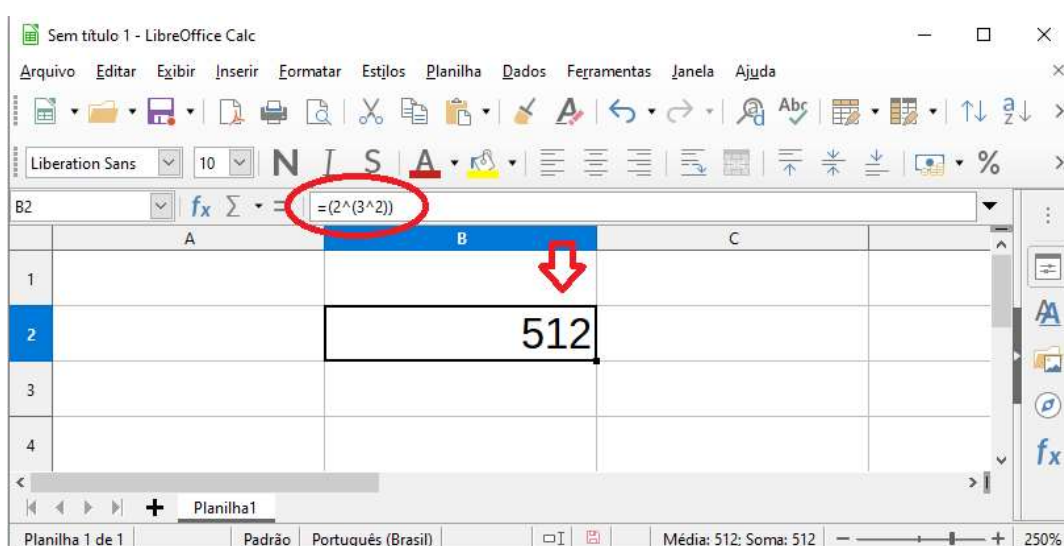 Sem título 1 - LibreOffice Calc
Arquivo Editar Exibir Inserir Formatar Estilos Planilha Dados Ferramentas Janela Ajuda
Abç a z
Liberation Sans 10 N I S A %
B2 fx Σ = =(2^(3^2))
A B C
1
2 512
3
4
Planilha1
Planilha 1 de 1 Padrão Português (Brasil) Média: 512; Soma: 512 250%